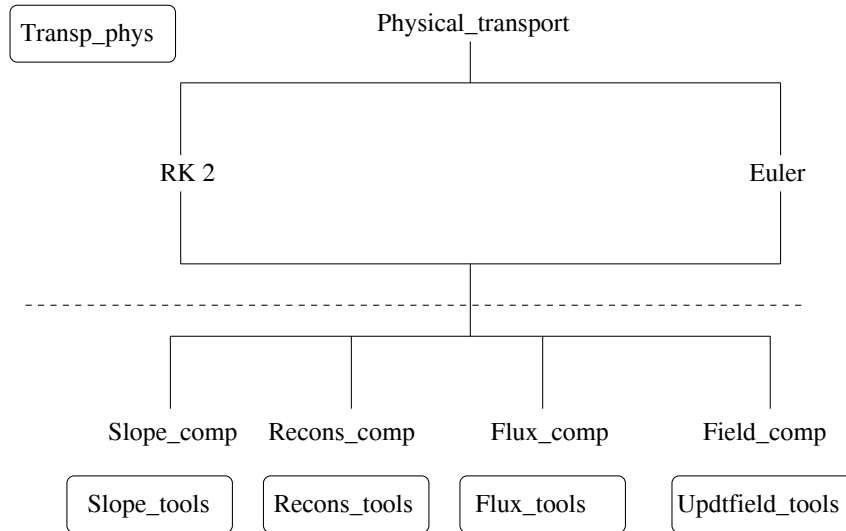 Transp_phys
Physical_transport
RK 2
Euler
Slope_comp
Recons_comp
Flux_comp
Field_comp
Slope_tools
Recons_tools
Flux_tools
Updtfield_tools